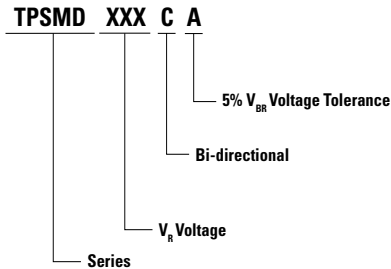 TPSMD XXX C A
5% VBR Voltage Tolerance
Bi-directional
VR Voltage
Series